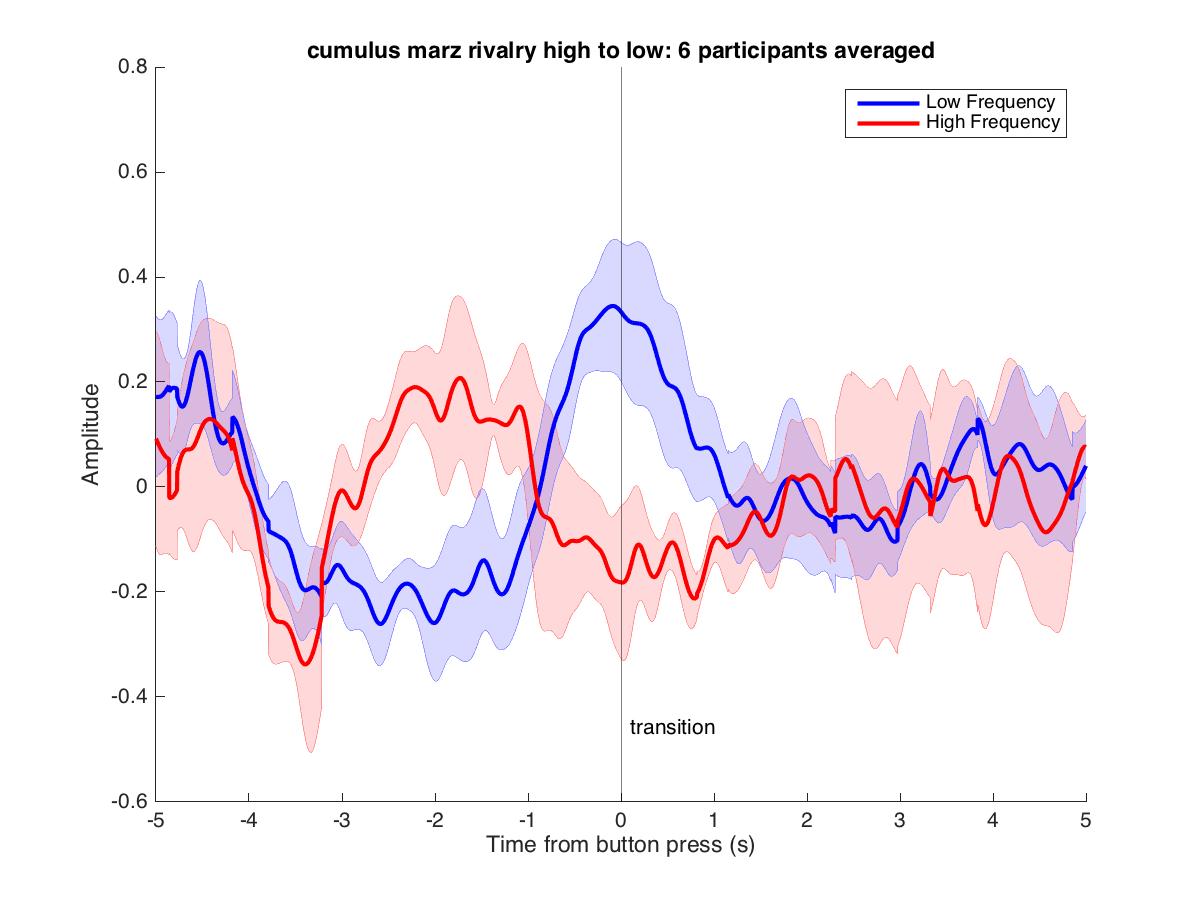 cumulus marz rivalry high to low: 6 participants averaged
0.8
0.6
0.4
0.2
0
-0.2
-0.4
-0.6
Amplitude
Low Frequency
High Frequency
transition
-5 -4 -3 -2 -1 0 1 2 3 4 5
Time from button press (s)